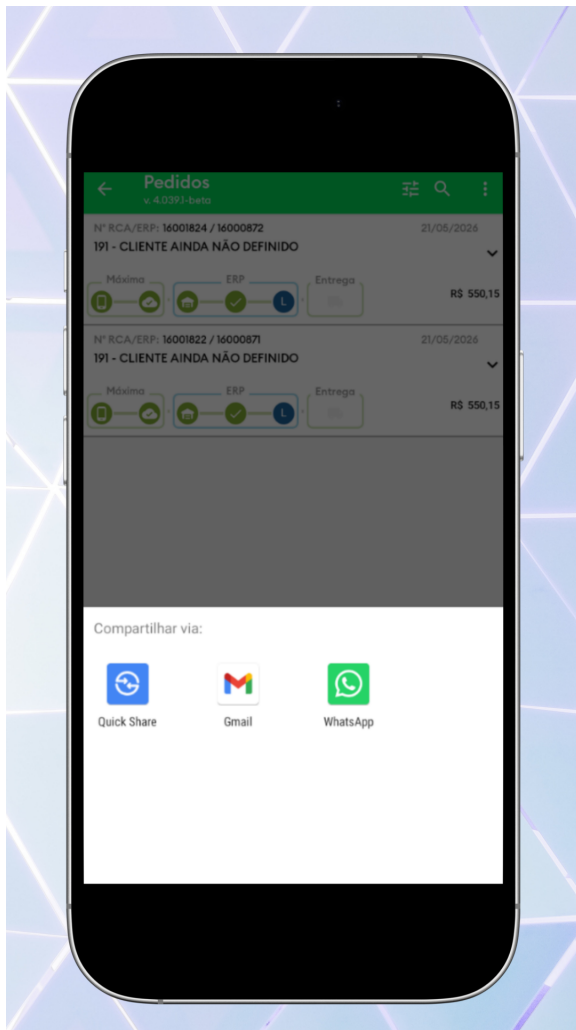 Pedidos
v. 4.039.1-beta
N° RCA/ERP: 16001824 / 16000872 21/05/2026
191 - CLIENTE AINDA NÃO DEFINIDO
Máxima ERP Entrega
L
R$ 550,15
N° RCA/ERP: 16001822 / 16000871 21/05/2026
191 - CLIENTE AINDA NÃO DEFINIDO
Máxima ERP Entrega
L
R$ 550,15
Compartilhar via:
Quick Share Gmail WhatsApp